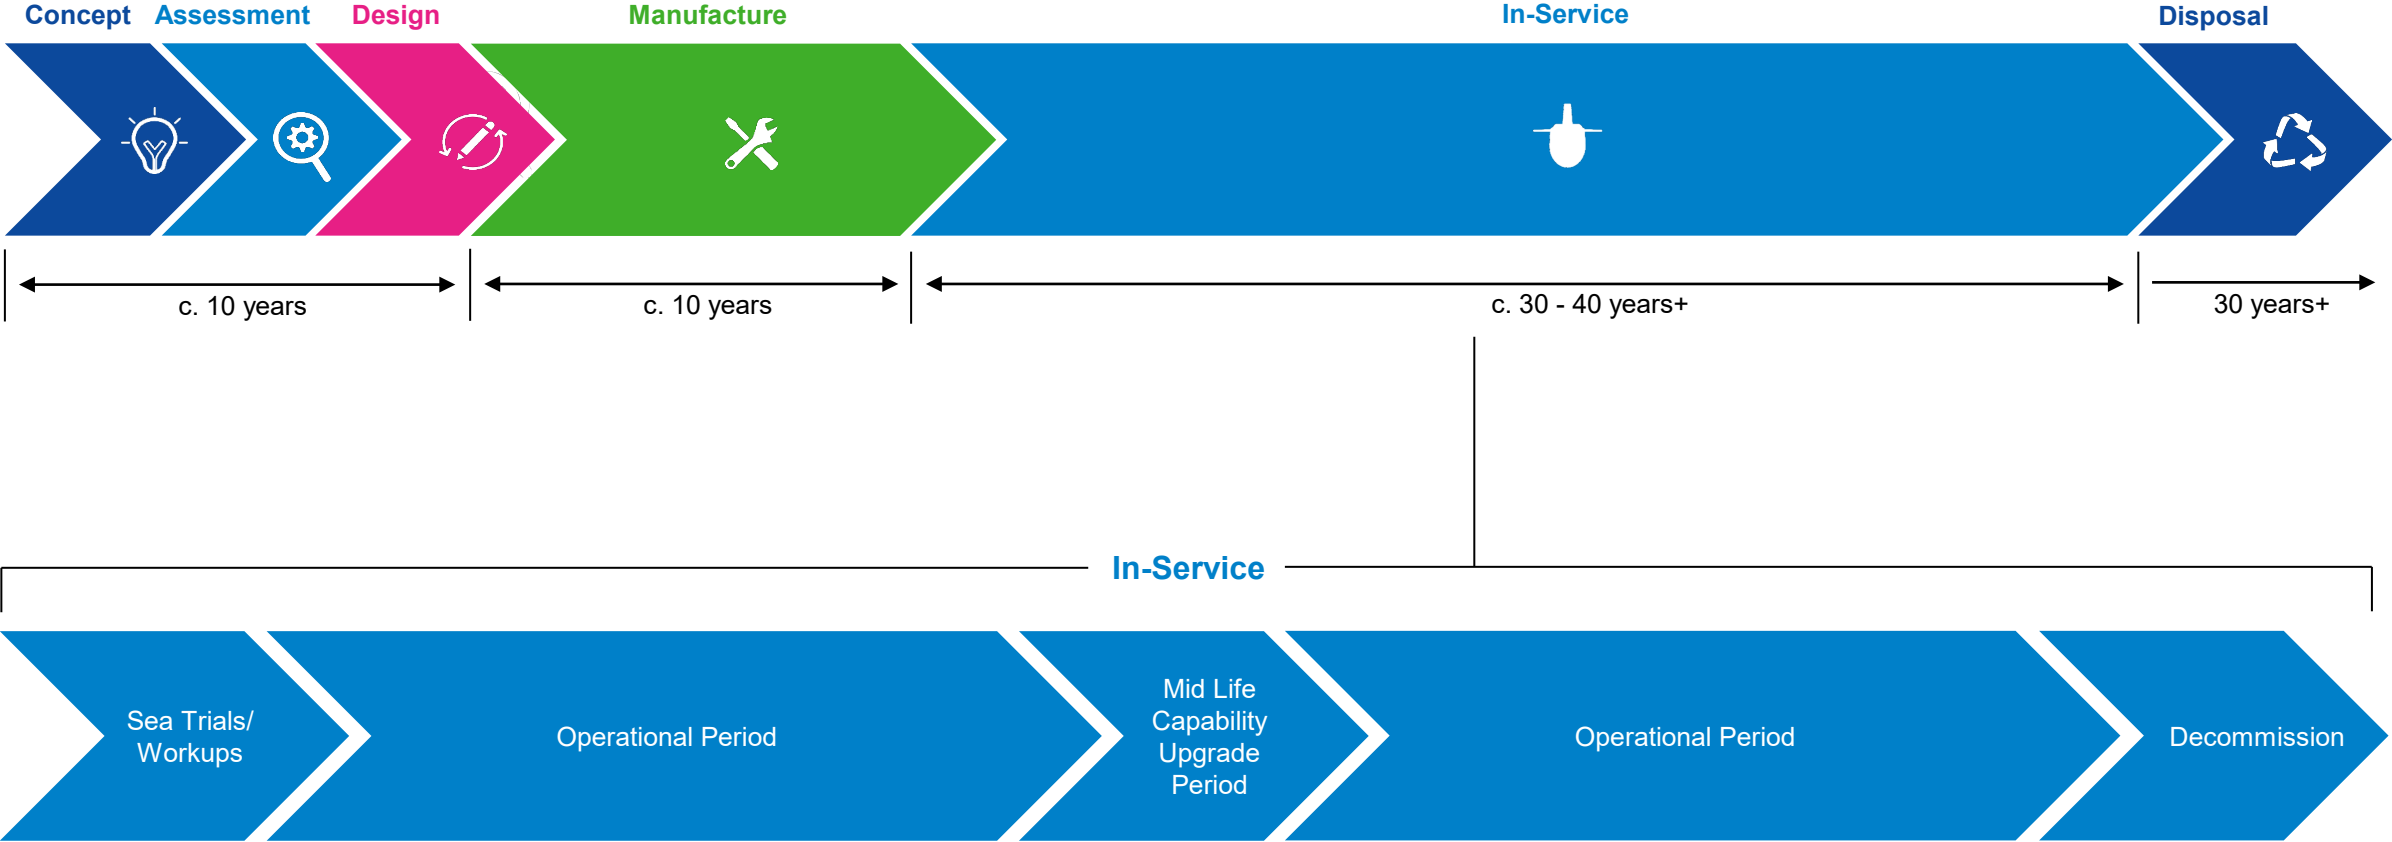 Concept
Assessment
Design
Manufacture
In-Service
Disposal
c. 10 years
c. 10 years
c. 30 - 40 years+
30 years+
In-Service
Sea Trials/
Workups
Operational Period
Mid Life
Capability
Upgrade
Period
Operational Period
Decommission